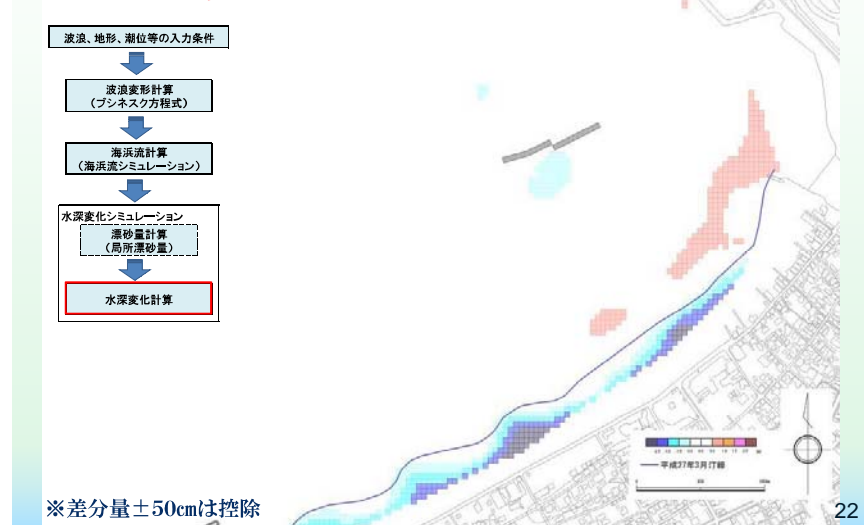 波浪、地形、潮位等の入力条件
波浪変形計算
（ブシネスク方程式）
海浜流計算
（海浜流シミュレーション）
水深変化シミュレーション
漂砂量計算
（局所漂砂量）
水深変化計算
平成27年3月汀線
※差分量±50cmは控除
22